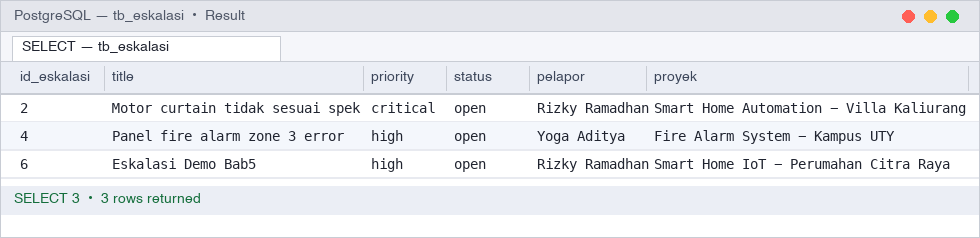 PostgreSQL — tb_eskalasi • Result
SELECT — tb_eskalasi
id_eskalasi title priority status pelapor proyek
2 Motor curtain tidak sesuai spek critical open Rizky Ramadhan Smart Home Automation — Villa Kaliurang
4 Panel fire alarm zone 3 error high open Yoga Aditya Fire Alarm System — Kampus UTY
6 Eskalasi Demo Bab5 high open Rizky Ramadhan Smart Home IoT — Perumahan Citra Raya
SELECT 3 • 3 rows returned